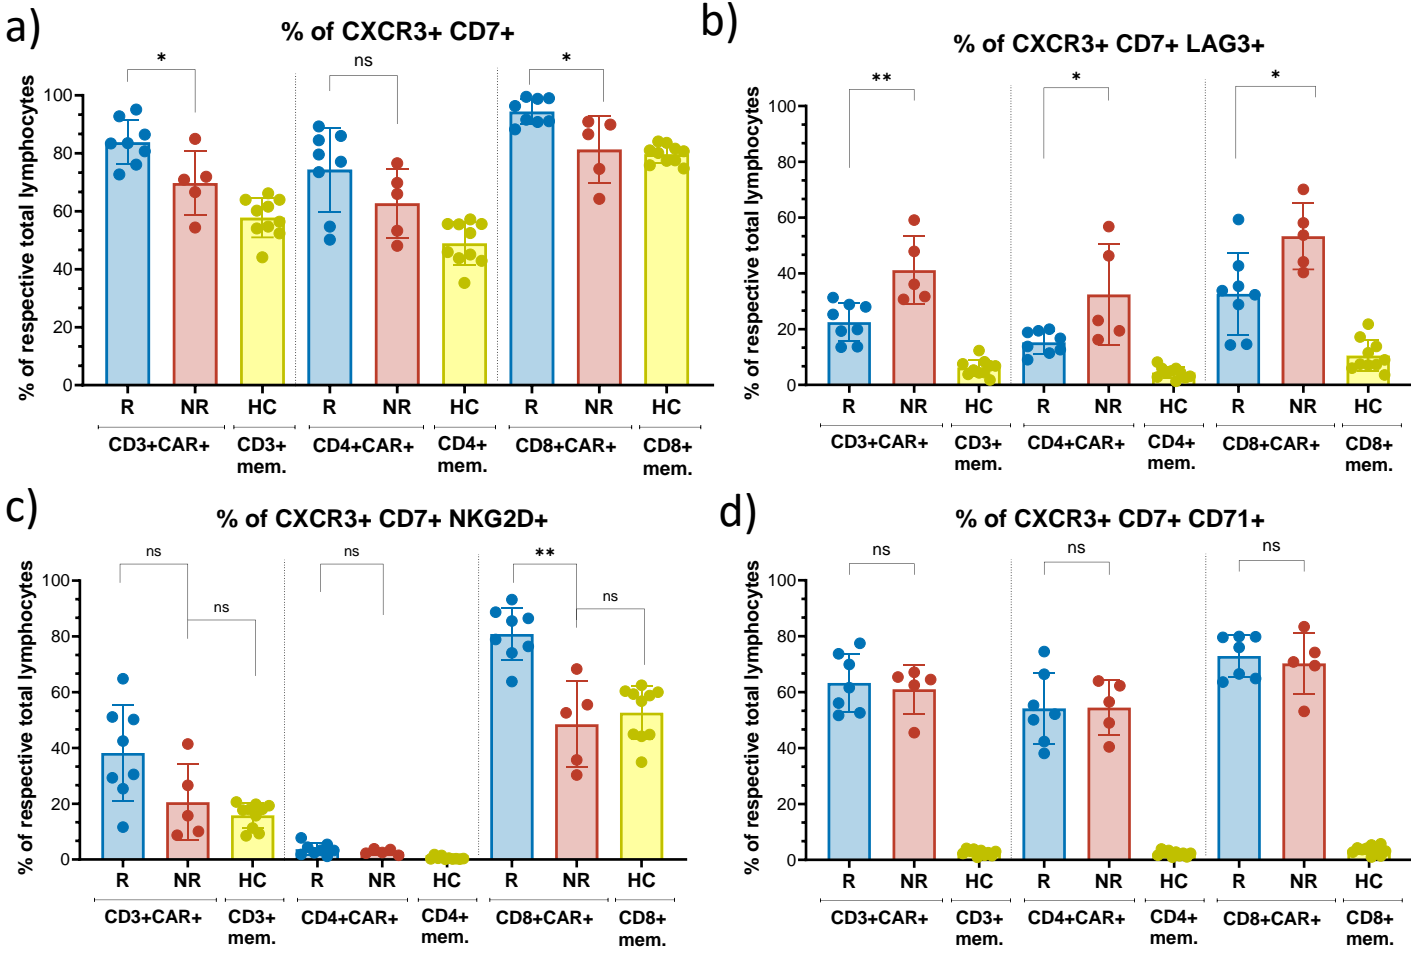 a)
% of CXCR3+ CD7+
% of respective total lymphocytes
100
80
60
40
20
0
* ns *
R NR HC R NR HC R NR HC
CD3+CAR+ CD3+ mem. CD4+CAR+ CD4+ mem. CD8+CAR+ CD8+ mem.
b)
% of CXCR3+ CD7+ LAG3+
% of respective total lymphocytes
100
80
60
40
20
0
** * *
R NR HC R NR HC R NR HC
CD3+CAR+ CD3+ mem. CD4+CAR+ CD4+ mem. CD8+CAR+ CD8+ mem.
c)
% of CXCR3+ CD7+ NKG2D+
% of respective total lymphocytes
100
80
60
40
20
0
ns ns **
ns ns
R NR HC R NR HC R NR HC
CD3+CAR+ CD3+ mem. CD4+CAR+ CD4+ mem. CD8+CAR+ CD8+ mem.
d)
% of CXCR3+ CD7+ CD71+
% of respective total lymphocytes
100
80
60
40
20
0
ns ns ns
R NR HC R NR HC R NR HC
CD3+CAR+ CD3+ mem. CD4+CAR+ CD4+ mem. CD8+CAR+ CD8+ mem.